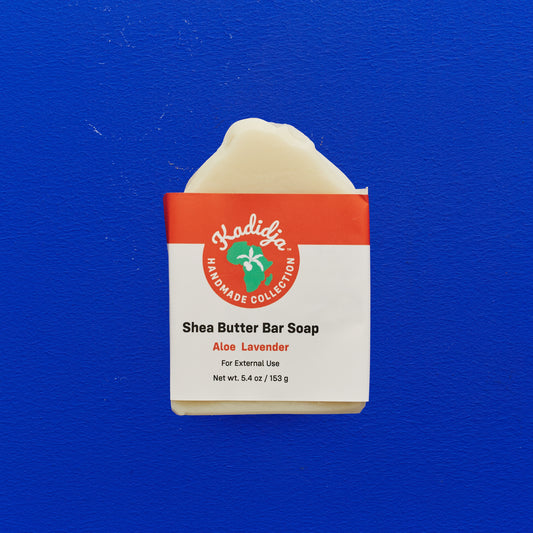 Kadidja
HANDMADE COLLECTION
Shea Butter Bar Soap
Aloe Lavender
For External Use
Net wt. 5.4 oz / 153 g